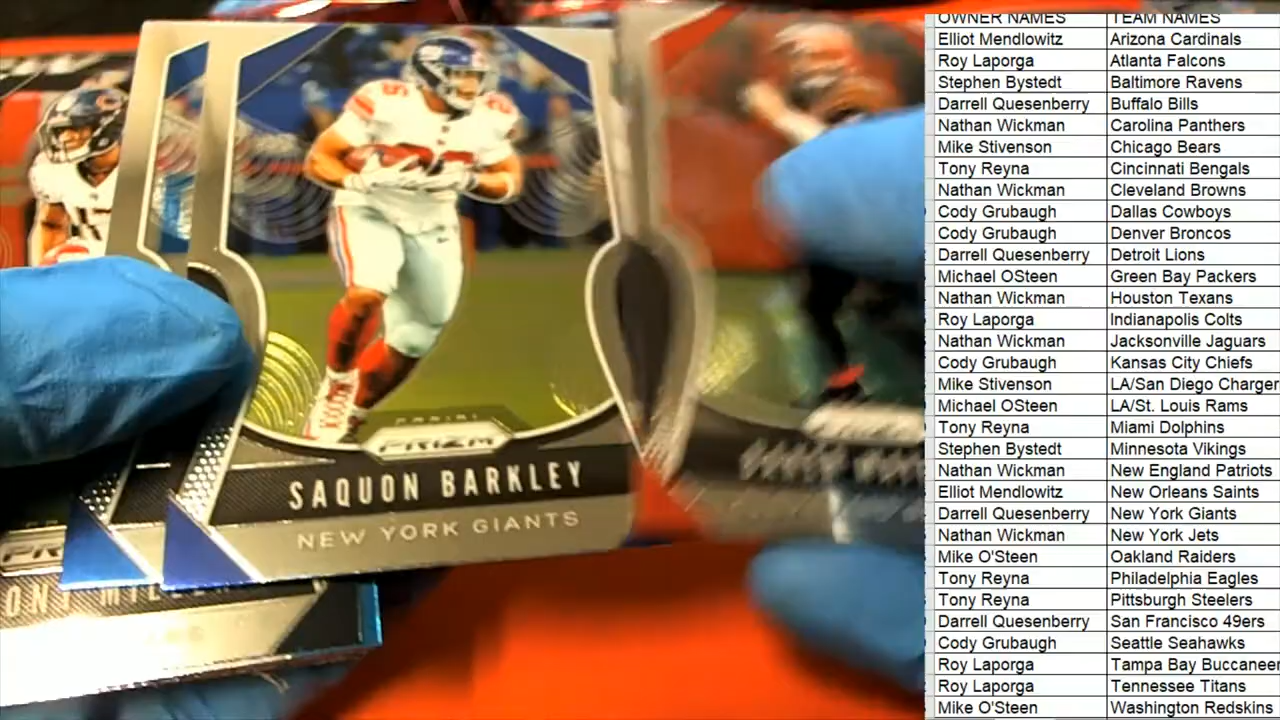 PANINI
PRIZM
SAQUON BARKLEY
NEW YORK GIANTS
OWNER NAMES TEAM NAMES
Elliot Mendlowitz Arizona Cardinals
Roy Laporga Atlanta Falcons
Stephen Bystedt Baltimore Ravens
Darrell Quesenberry Buffalo Bills
Nathan Wickman Carolina Panthers
Mike Stivenson Chicago Bears
Tony Reyna Cincinnati Bengals
Nathan Wickman Cleveland Browns
Cody Grubaugh Dallas Cowboys
Cody Grubaugh Denver Broncos
Darrell Quesenberry Detroit Lions
Michael OSteen Green Bay Packers
Nathan Wickman Houston Texans
Roy Laporga Indianapolis Colts
Nathan Wickman Jacksonville Jaguars
Cody Grubaugh Kansas City Chiefs
Mike Stivenson LA/San Diego Charger
Michael OSteen LA/St. Louis Rams
Tony Reyna Miami Dolphins
Stephen Bystedt Minnesota Vikings
Nathan Wickman New England Patriots
Elliot Mendlowitz New Orleans Saints
Darrell Quesenberry New York Giants
Nathan Wickman New York Jets
Mike O'Steen Oakland Raiders
Tony Reyna Philadelphia Eagles
Tony Reyna Pittsburgh Steelers
Darrell Quesenberry San Francisco 49ers
Cody Grubaugh Seattle Seahawks
Roy Laporga Tampa Bay Buccaneer
Roy Laporga Tennessee Titans
Mike O'Steen Washington Redskins